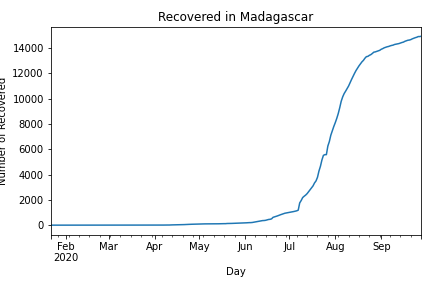 Recovered in Madagascar
Number of Recovered
14000
12000
10000
8000
6000
4000
2000
0
Feb
2020
Mar
Apr
May
Jun
Jul
Aug
Sep
Day